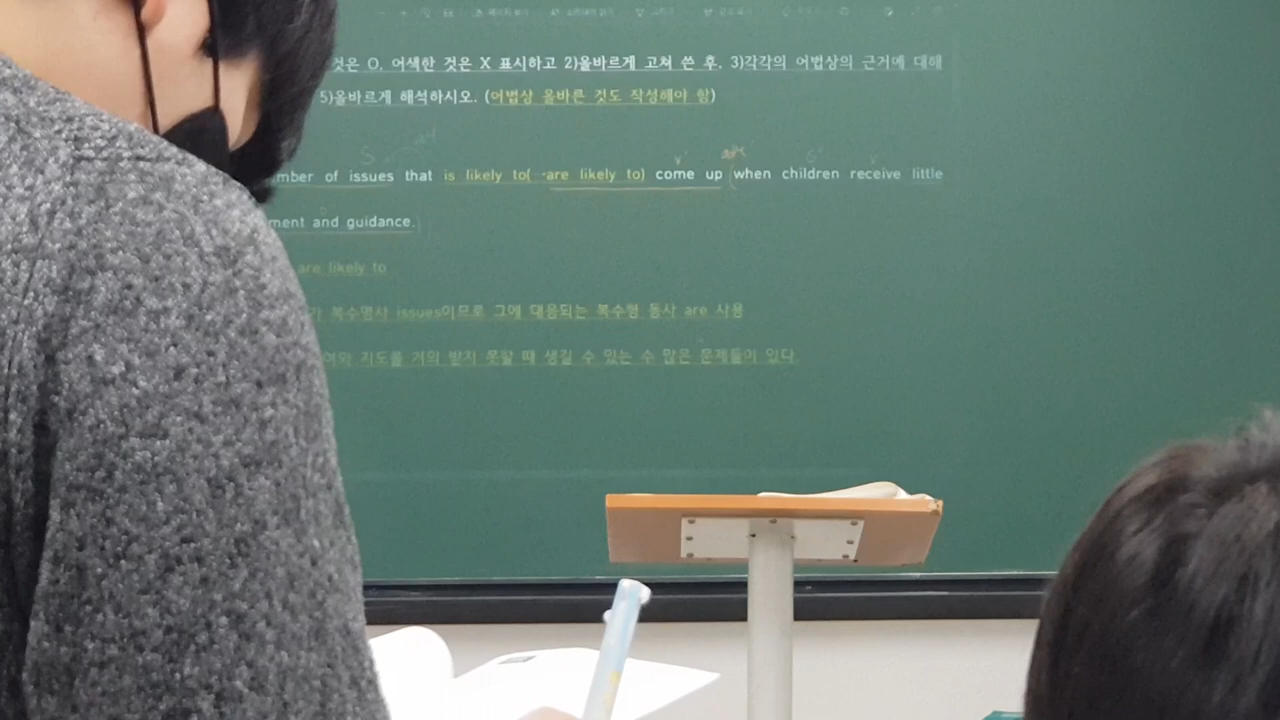 것은 O, 어색한 것은 X 표시하고 2)올바르게 고쳐 쓴 후, 3)각각의 어법상의 근거에 대해
5)올바르게 해석하시오. (어법상 올바른 것도 작성해야 함)
of issues that is likely to( are likely to) come up when children receive little
and guidance.
are likely to
복수명사 issues이므로 그에 대응되는 복수형 동사 are 사용
지도를 거의 받지 못할 때 생길 수 있는 수 많은 문제들이 있다.